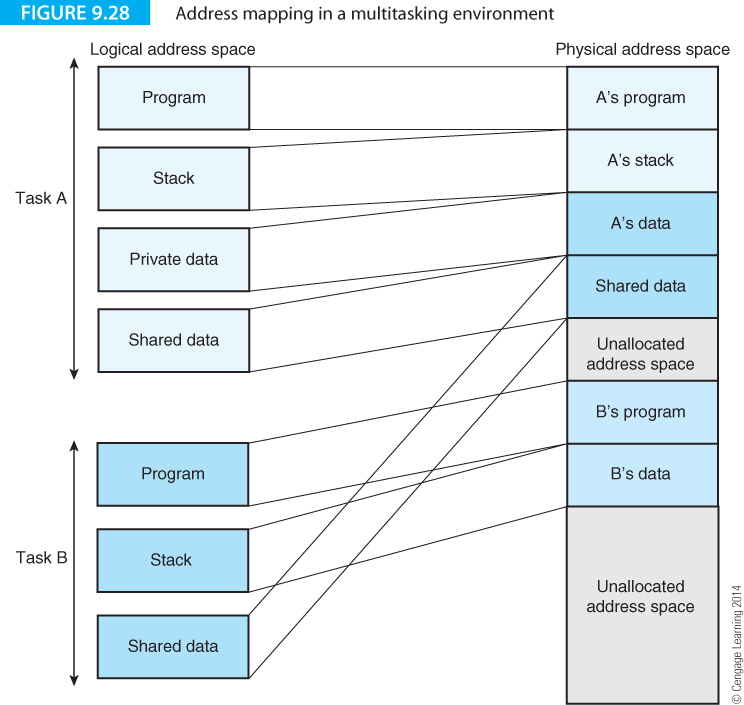 FIGURE 9.28 Address mapping in a multitasking environment
Logical address space
Physical address space
Task A
Program
Stack
Private data
Shared data
Task B
Program
Stack
Shared data
A's program
A's stack
A's data
Shared data
Unallocated
address space
B's program
B's data
Unallocated
address space
© Cengage Learning 2014